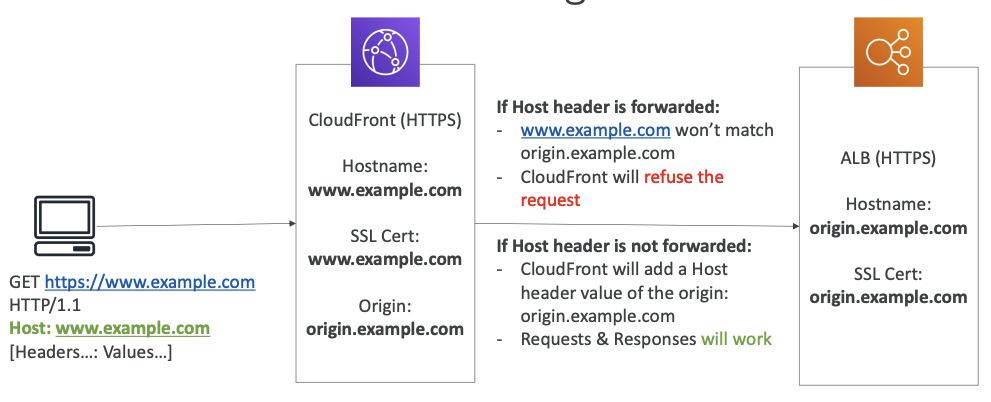 GET https://www.example.com
HTTP/1.1
Host: www.example.com
[Headers...: Values...]
CloudFront (HTTPS)
Hostname:
www.example.com
SSL Cert:
www.example.com
Origin:
origin.example.com
If Host header is forwarded:
- www.example.com won’t match
origin.example.com
- CloudFront will refuse the
request
If Host header is not forwarded:
- CloudFront will add a Host
header value of the origin:
origin.example.com
- Requests & Responses will work
ALB (HTTPS)
Hostname:
origin.example.com
SSL Cert:
origin.example.com